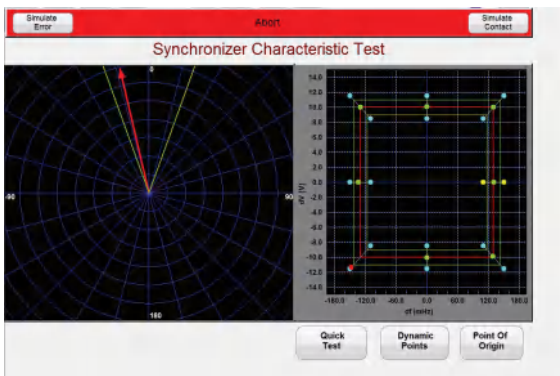 Simulate
Error
Abort
Simulate
Contact
Synchronizer Characteristic Test
0
-90
90
180
14.0
12.0
10.0
8.0
6.0
4.0
2.0
0.0
-2.0
-4.0
-6.0
-8.0
-10.0
-12.0
-14.0
dV [V]
-180.0 -120.0 -60.0 0.0 60.0 120.0 180.0
df (mHz)
Quick
Test
Dynamic
Points
Point Of
Origin